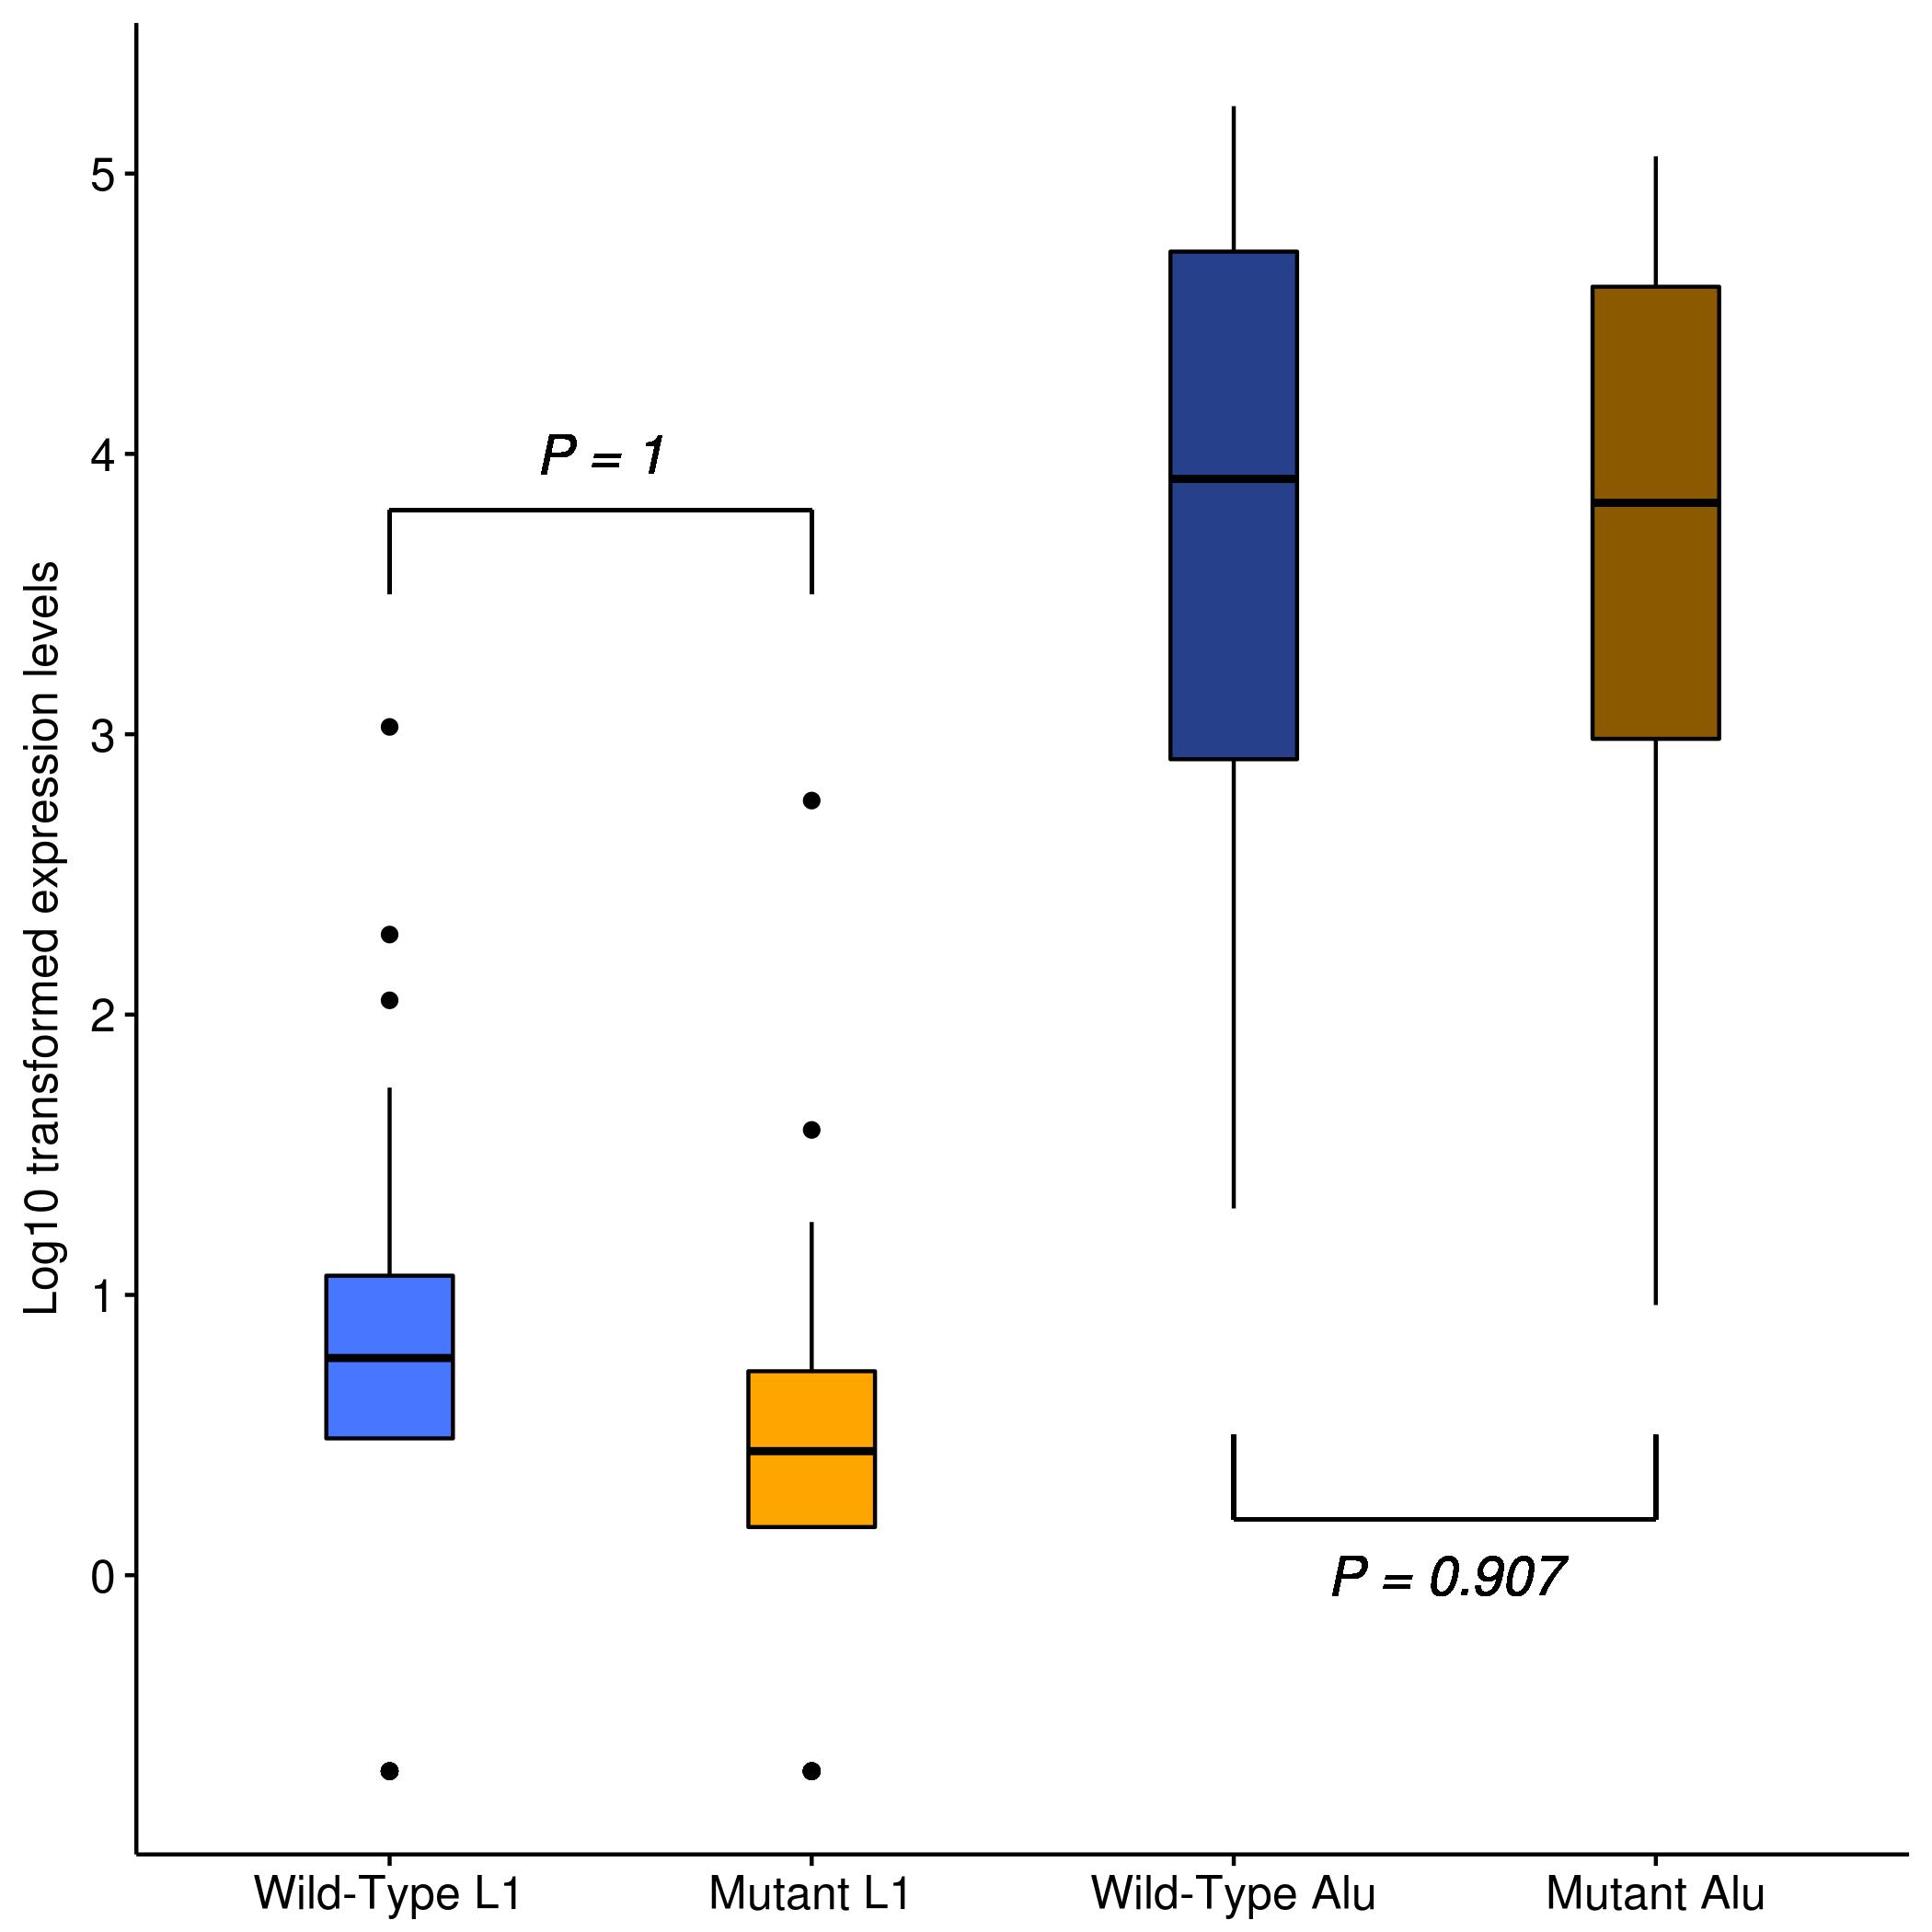 Log10 transformed expression levels
5
4
3
2
1
0
P = 1
P = 0.907
Wild-Type L1
Mutant L1
Wild-Type Alu
Mutant Alu